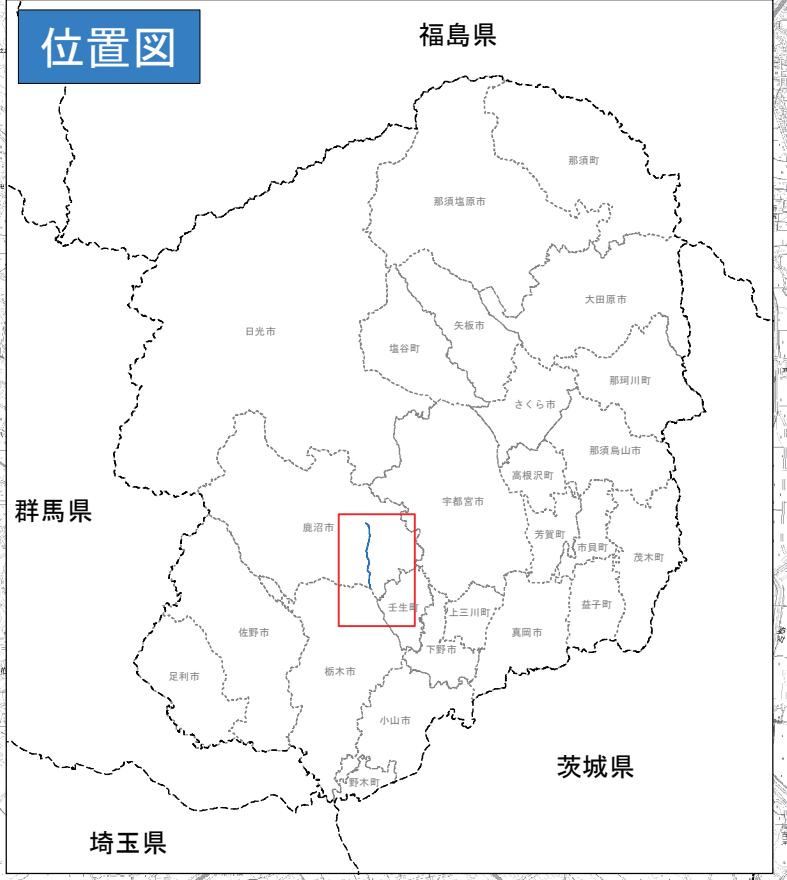 位置図
福島県
那須町
那須塩原市
大田原市
日光市
矢板市
塩谷町
那珂川町
さくら市
那須烏山市
高根沢町
宇都宮市
群馬県
鹿沼市
芳賀町
市貝町
茂木町
壬生町
上三川町
益子町
佐野市
真岡市
下野市
栃木市
足利市
小山市
茨城県
野木町
埼玉県